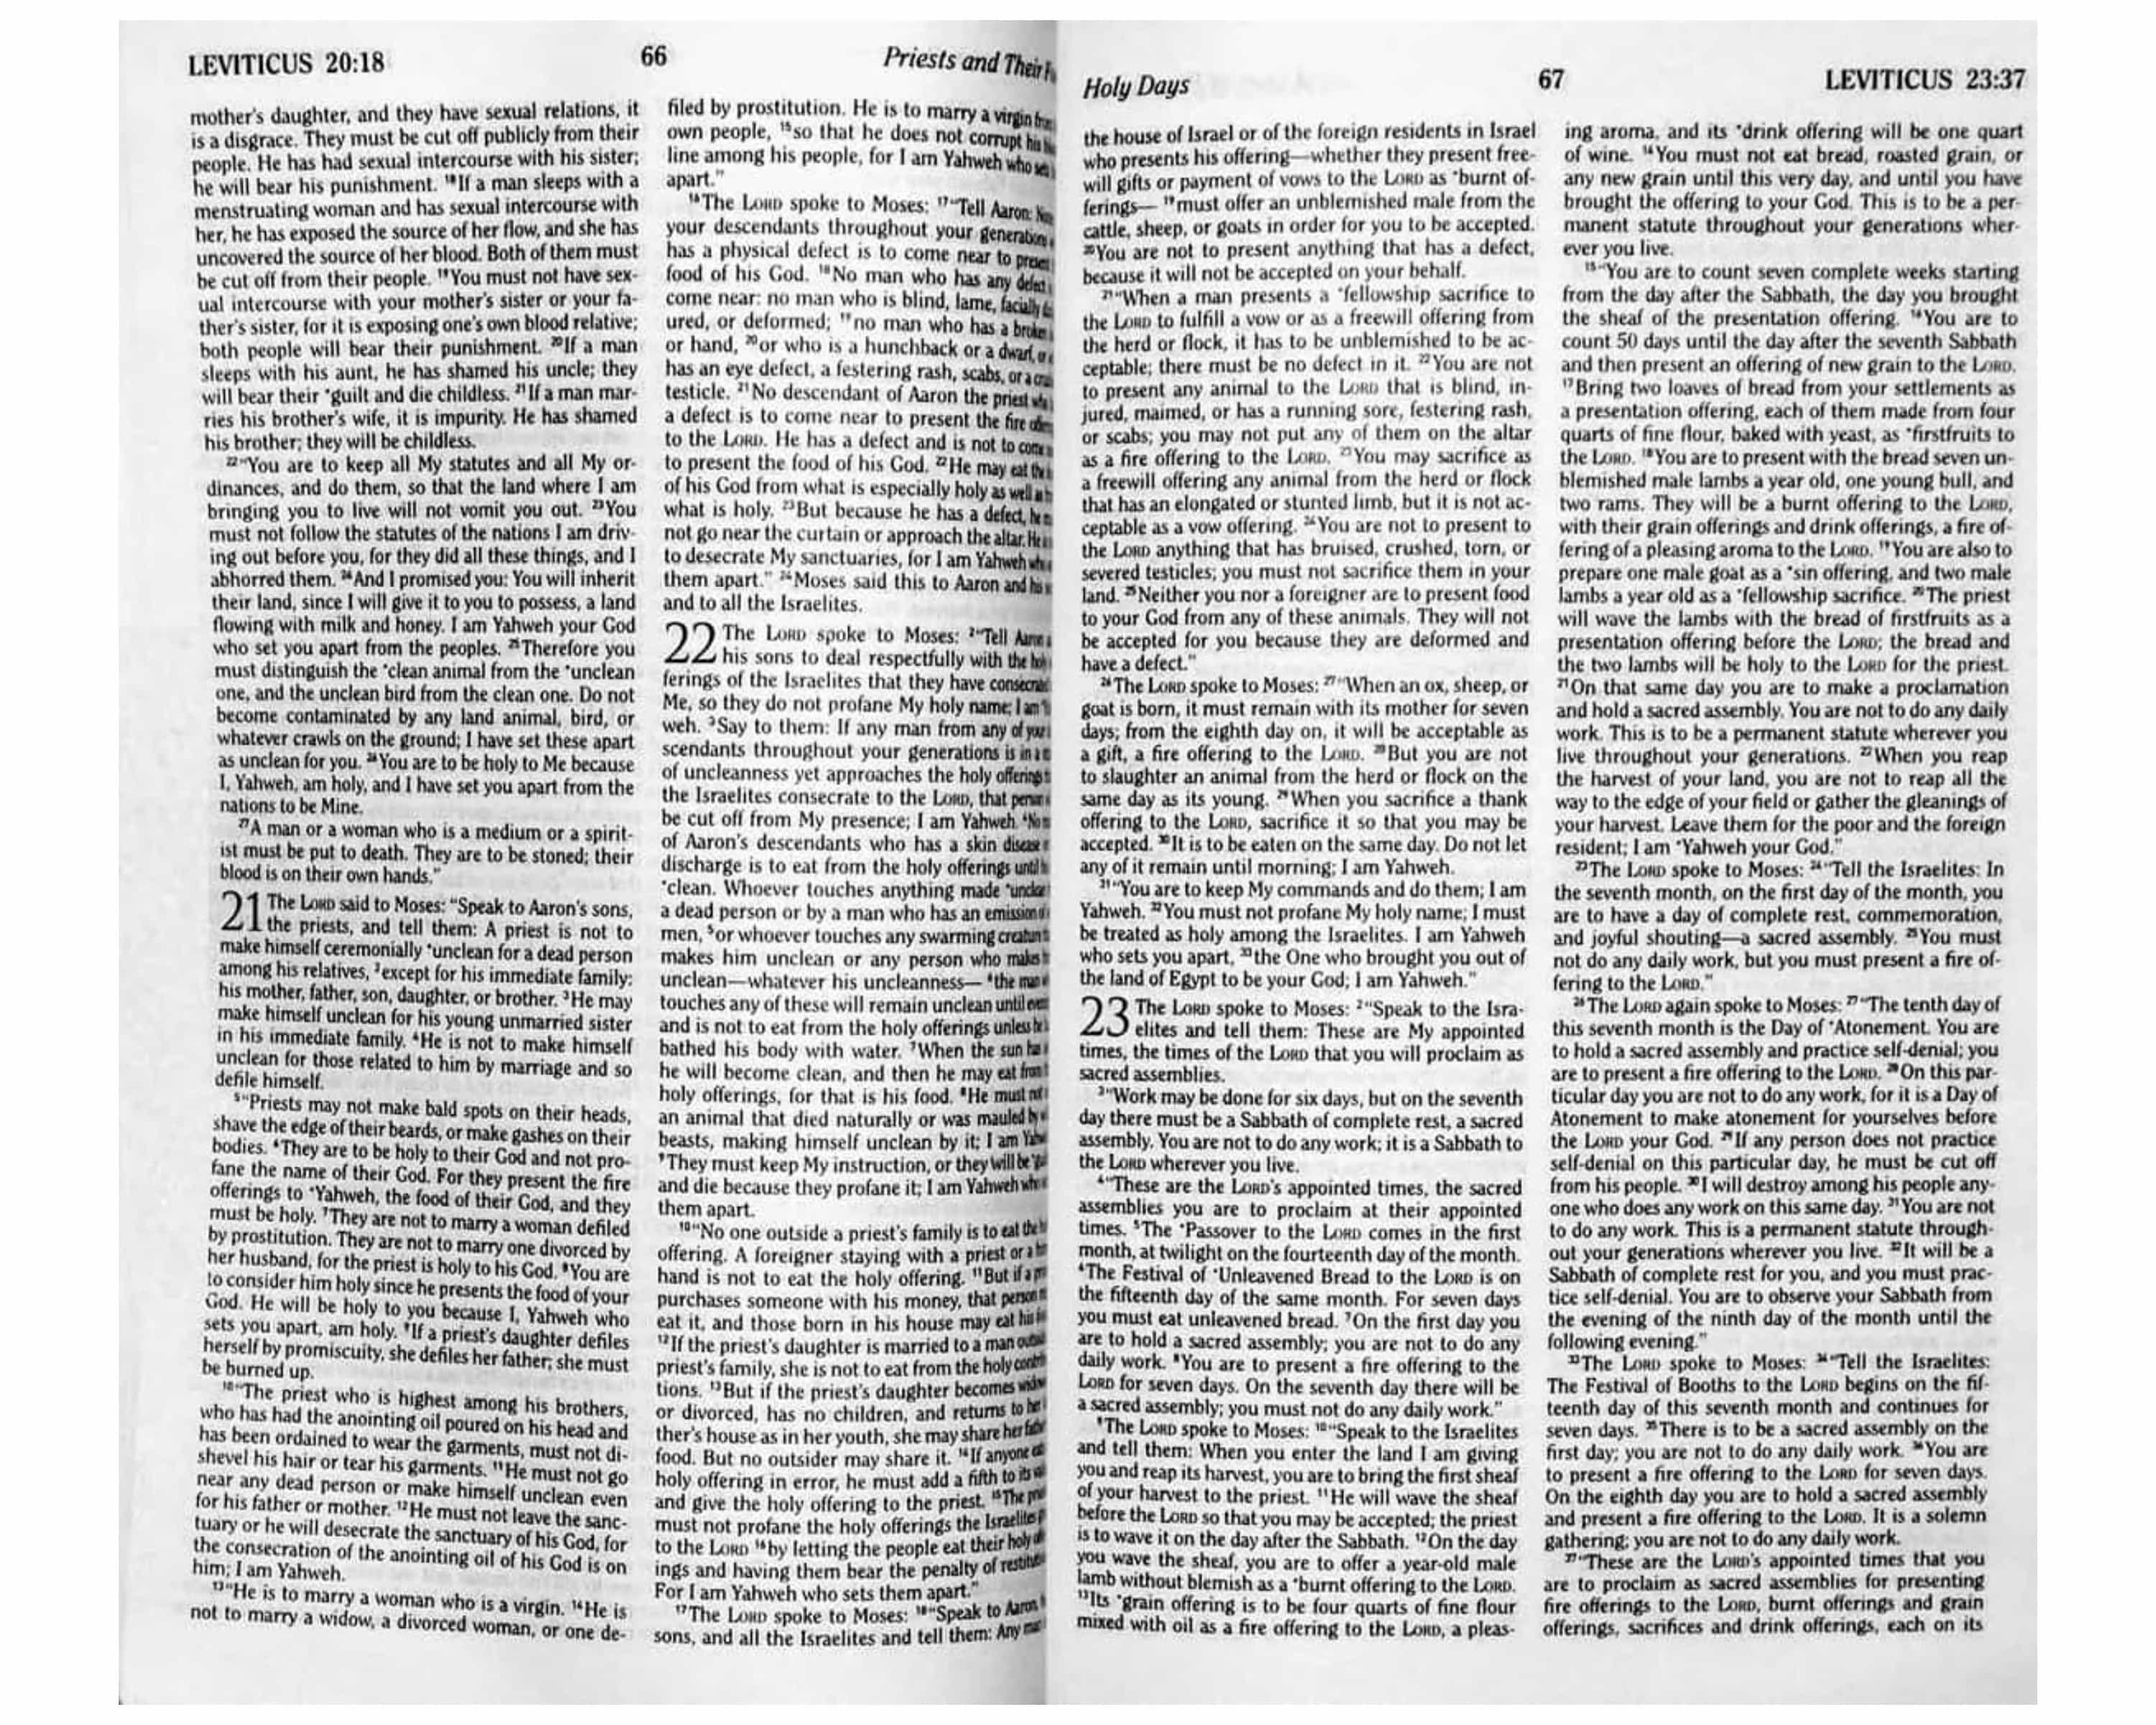 LEVITICUS 20:18
66
Priests and Their
mother's daughter, and they have sexual relations, it
is a disgrace. They must be cut off publicly from their
people. He has had sexual intercourse with his sister;
he will bear his punishment. 18If a man sleeps with a
menstruating woman and has sexual intercourse with
her, he has exposed the source of her flow, and she has
uncovered the source of her blood. Both of them must
be cut off from their people. 19You must not have sex-
ual intercourse with your mother's sister or your fa-
ther's sister, for it is exposing one's own blood relative;
both people will bear their punishment. 20If a man
sleeps with his aunt, he has shamed his uncle; they
will bear their *guilt and die childless. 21If a man mar-
ries his brother's wife, it is impurity. He has shamed
his brother; they will be childless.
22"You are to keep all My statutes and all My or-
dinances, and do them, so that the land where I am
bringing you to live will not vomit you out. 23You
must not follow the statutes of the nations I am driv-
ing out before you, for they did all these things, and I
abhorred them. 24And I promised you: You will inherit
their land, since I will give it to you to possess, a land
flowing with milk and honey. I am Yahweh your God
who set you apart from the peoples. 25Therefore you
must distinguish the *clean animal from the *unclean
one, and the unclean bird from the clean one. Do not
become contaminated by any land animal, bird, or
whatever crawls on the ground; I have set these apart
as unclean for you. 26You are to be holy to Me because
I, Yahweh, am holy, and I have set you apart from the
nations to be Mine.
27"A man or a woman who is a medium or a spirit-
ist must be put to death. They are to be stoned; their
blood is on their own hands."
21 The LORD said to Moses: "Speak to Aaron's sons,
the priests, and tell them: A priest is not to
make himself ceremonially *unclean for a dead person
among his relatives, 2except for his immediate family:
his mother, father, son, daughter, or brother. 3He may
make himself unclean for his young unmarried sister
in his immediate family. 4He is not to make himself
unclean for those related to him by marriage and so
defile himself.
5"Priests may not make bald spots on their heads,
shave the edge of their beards, or make gashes on their
bodies. 6They are to be holy to their God and not pro-
fane the name of their God. For they present the fire
offerings to *Yahweh, the food of their God, and they
must be holy. 7They are not to marry a woman defiled
by prostitution. They are not to marry one divorced by
her husband, for the priest is holy to his God. 8You are
to consider him holy since he presents the food of your
God. He will be holy to you because I, Yahweh who
sets you apart, am holy. 9If a priest's daughter defiles
herself by promiscuity, she defiles her father; she must
be burned up.
10"The priest who is highest among his brothers,
who has had the anointing oil poured on his head and
has been ordained to wear the garments, must not di-
shevel his hair or tear his garments. 11He must not go
near any dead person or make himself unclean even
for his father or mother. 12He must not leave the sanc-
tuary or he will desecrate the sanctuary of his God, for
the consecration of the anointing oil of his God is on
him; I am Yahweh.
13"He is to marry a woman who is a virgin. 14He is
not to marry a widow, a divorced woman, or one de-
filed by prostitution. He is to marry a virgin from
own people, 15so that he does not corrupt his
line among his people, for I am Yahweh who sets
apart."
16The LORD spoke to Moses: 17"Tell Aaron:
your descendants throughout your generations
has a physical defect is to come near to present
food of his God. 18No man who has any defect
come near: no man who is blind, lame, facially
ured, or deformed; 19no man who has a broken
or hand, 20or who is a hunchback or a dwarf, or
has an eye defect, a festering rash, scabs, or a
testicle. 21No descendant of Aaron the priest who
a defect is to come near to present the fire
to the LORD. He has a defect and is not to come
to present the food of his God. 22He may eat the
of his God from what is especially holy as well as
what is holy. 23But because he has a defect, he
not go near the curtain or approach the altar. He
to desecrate My sanctuaries, for I am Yahweh who
them apart." 24Moses said this to Aaron and his
and to all the Israelites.
22 The LORD spoke to Moses: 2"Tell Aaron
his sons to deal respectfully with the holy
ferings of the Israelites that they have consecrated
Me, so they do not profane My holy name; I am
weh. 3Say to them: If any man from any of your
scendants throughout your generations is in a
of uncleanness yet approaches the holy offerings
the Israelites consecrate to the LORD, that person
be cut off from My presence; I am Yahweh. 4No
of Aaron's descendants who has a skin disease
discharge is to eat from the holy offerings until
*clean. Whoever touches anything made *unclean
a dead person or by a man who has an emission
men, 5or whoever touches any swarming creature
makes him unclean or any person who makes
unclean—whatever his uncleanness— 6the man
touches any of these will remain unclean until
and is not to eat from the holy offerings unless he
bathed his body with water. 7When the sun has
he will become clean, and then he may eat from
holy offerings, for that is his food. 8He must not
an animal that died naturally or was mauled by
beasts, making himself unclean by it; I am
9They must keep My instruction, or they will be
and die because they profane it; I am Yahweh who
them apart.
10"No one outside a priest's family is to eat the
offering. A foreigner staying with a priest or a
hand is not to eat the holy offering. 11But if a
purchases someone with his money, that person
eat it, and those born in his house may eat his
12If the priest's daughter is married to a man
priest's family, she is not to eat from the holy
tions. 13But if the priest's daughter becomes
or divorced, has no children, and returns to her
ther's house as in her youth, she may share her
food. But no outsider may share it. 14If anyone
holy offering in error, he must add a fifth to its
and give the holy offering to the priest. 15The
must not profane the holy offerings the Israelites
to the LORD 16by letting the people eat their holy
ings and having them bear the penalty of
For I am Yahweh who sets them apart."
17The LORD spoke to Moses: 18"Speak to Aaron,
sons, and all the Israelites and tell them: Any
Holy Days
67
LEVITICUS 23:37
the house of Israel or of the foreign residents in Israel
who presents his offering—whether they present free-
will gifts or payment of vows to the LORD as *burnt of-
ferings— 19must offer an unblemished male from the
cattle, sheep, or goats in order for you to be accepted.
20You are not to present anything that has a defect,
because it will not be accepted on your behalf.
21"When a man presents a *fellowship sacrifice to
the LORD to fulfill a vow or as a freewill offering from
the herd or flock, it has to be unblemished to be ac-
ceptable; there must be no defect in it. 22You are not
to present any animal to the LORD that is blind, in-
jured, maimed, or has a running sore, festering rash,
or scabs; you may not put any of them on the altar
as a fire offering to the LORD. 23You may sacrifice as
a freewill offering any animal from the herd or flock
that has an elongated or stunted limb, but it is not ac-
ceptable as a vow offering. 24You are not to present to
the LORD anything that has bruised, crushed, torn, or
severed testicles; you must not sacrifice them in your
land. 25Neither you nor a foreigner are to present food
to your God from any of these animals. They will not
be accepted for you because they are deformed and
have a defect."
26The LORD spoke to Moses: 27"When an ox, sheep, or
goat is born, it must remain with its mother for seven
days; from the eighth day on, it will be acceptable as
a gift, a fire offering to the LORD. 28But you are not
to slaughter an animal from the herd or flock on the
same day as its young. 29When you sacrifice a thank
offering to the LORD, sacrifice it so that you may be
accepted. 30It is to be eaten on the same day. Do not let
any of it remain until morning; I am Yahweh.
31"You are to keep My commands and do them; I am
Yahweh. 32You must not profane My holy name; I must
be treated as holy among the Israelites. I am Yahweh
who sets you apart, 33the One who brought you out of
the land of Egypt to be your God; I am Yahweh."
23 The LORD spoke to Moses: 2"Speak to the Isra-
elites and tell them: These are My appointed
times, the times of the LORD that you will proclaim as
sacred assemblies.
3"Work may be done for six days, but on the seventh
day there must be a Sabbath of complete rest, a sacred
assembly. You are not to do any work; it is a Sabbath to
the LORD wherever you live.
4"These are the LORD's appointed times, the sacred
assemblies you are to proclaim at their appointed
times. 5The *Passover to the LORD comes in the first
month, at twilight on the fourteenth day of the month.
6The Festival of *Unleavened Bread to the LORD is on
the fifteenth day of the same month. For seven days
you must eat unleavened bread. 7On the first day you
are to hold a sacred assembly; you are not to do any
daily work. 8You are to present a fire offering to the
LORD for seven days. On the seventh day there will be
a sacred assembly; you must not do any daily work."
9The LORD spoke to Moses: 10"Speak to the Israelites
and tell them: When you enter the land I am giving
you and reap its harvest, you are to bring the first sheaf
of your harvest to the priest. 11He will wave the sheaf
before the LORD so that you may be accepted; the priest
is to wave it on the day after the Sabbath. 12On the day
you wave the sheaf, you are to offer a year-old male
lamb without blemish as a *burnt offering to the LORD.
13Its *grain offering is to be four quarts of fine flour
mixed with oil as a fire offering to the LORD, a pleas-
ing aroma, and its *drink offering will be one quart
of wine. 14You must not eat bread, roasted grain, or
any new grain until this very day, and until you have
brought the offering to your God. This is to be a per-
manent statute throughout your generations wher-
ever you live.
15"You are to count seven complete weeks starting
from the day after the Sabbath, the day you brought
the sheaf of the presentation offering. 16You are to
count 50 days until the day after the seventh Sabbath
and then present an offering of new grain to the LORD.
17Bring two loaves of bread from your settlements as
a presentation offering, each of them made from four
quarts of fine flour, baked with yeast, as *firstfruits to
the LORD. 18You are to present with the bread seven un-
blemished male lambs a year old, one young bull, and
two rams. They will be a burnt offering to the LORD,
with their grain offerings and drink offerings, a fire of-
fering of a pleasing aroma to the LORD. 19You are also to
prepare one male goat as a *sin offering, and two male
lambs a year old as a *fellowship sacrifice. 20The priest
will wave the lambs with the bread of firstfruits as a
presentation offering before the LORD; the bread and
the two lambs will be holy to the LORD for the priest.
21On that same day you are to make a proclamation
and hold a sacred assembly. You are not to do any daily
work. This is to be a permanent statute wherever you
live throughout your generations. 22When you reap
the harvest of your land, you are not to reap all the
way to the edge of your field or gather the gleanings of
your harvest. Leave them for the poor and the foreign
resident; I am *Yahweh your God."
23The LORD spoke to Moses: 24"Tell the Israelites: In
the seventh month, on the first day of the month, you
are to have a day of complete rest, commemoration,
and joyful shouting—a sacred assembly. 25You must
not do any daily work, but you must present a fire of-
fering to the LORD."
26The LORD again spoke to Moses: 27"The tenth day of
this seventh month is the Day of *Atonement. You are
to hold a sacred assembly and practice self-denial; you
are to present a fire offering to the LORD. 28On this par-
ticular day you are not to do any work, for it is a Day of
Atonement to make atonement for yourselves before
the LORD your God. 29If any person does not practice
self-denial on this particular day, he must be cut off
from his people. 30I will destroy among his people any-
one who does any work on this same day. 31You are not
to do any work. This is a permanent statute through-
out your generations wherever you live. 32It will be a
Sabbath of complete rest for you, and you must prac-
tice self-denial. You are to observe your Sabbath from
the evening of the ninth day of the month until the
following evening."
33The LORD spoke to Moses: 34"Tell the Israelites:
The Festival of Booths to the LORD begins on the fif-
teenth day of this seventh month and continues for
seven days. 35There is to be a sacred assembly on the
first day; you are not to do any daily work. 36You are
to present a fire offering to the LORD for seven days.
On the eighth day you are to hold a sacred assembly
and present a fire offering to the LORD. It is a solemn
gathering; you are not to do any daily work.
37"These are the LORD's appointed times that you
are to proclaim as sacred assemblies for presenting
fire offerings to the LORD, burnt offerings and grain
offerings, sacrifices and drink offerings, each on its